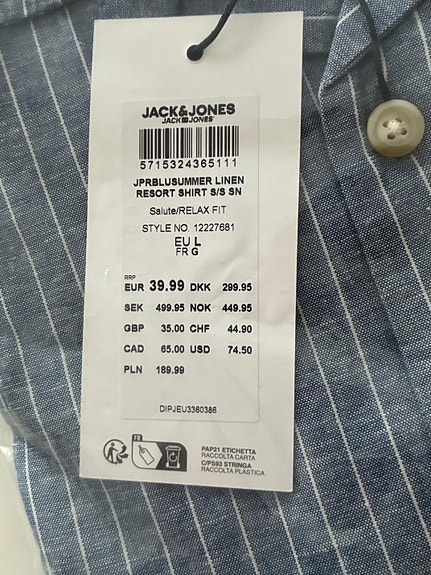 JACK&JONES
JACK JONES
5715324365111
JPRBLUSUMMER LINEN
RESORT SHIRT S/S SN
Salute/RELAX FIT
STYLE NO. 12227681
EU L
FR G
RRP
EUR 39.99 DKK 299.95
SEK 499.95 NOK 449.95
GBP 35.00 CHF 44.90
CAD 65.00 USD 74.50
PLN 189.99
DIPJEU3360386
FR
PAP21 ETICHETTA
RACCOLTA CARTA
C/PS93 STRINGA
RACCOLTA PLASTICA